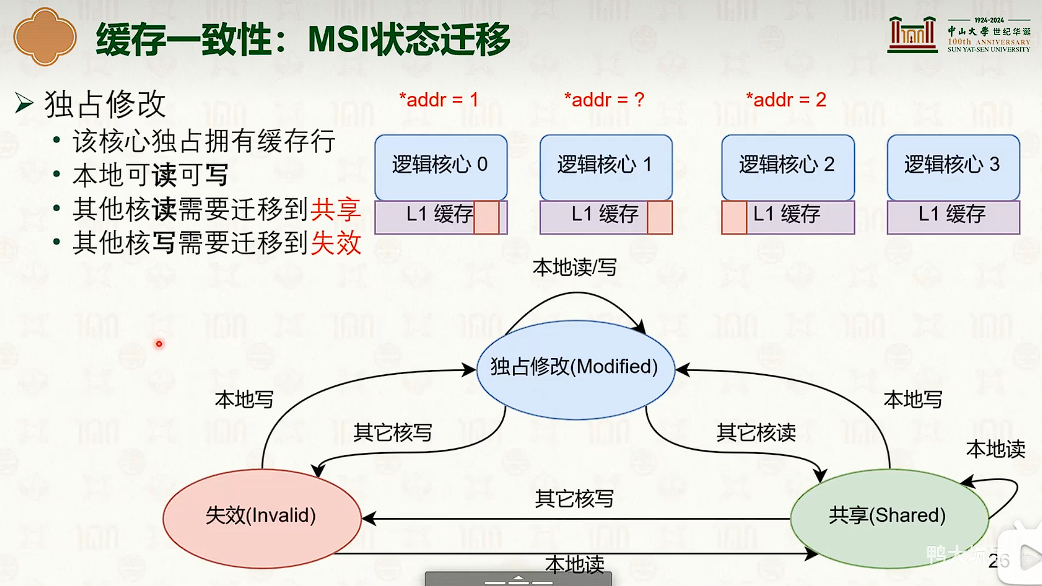 缓存一致性：MSI状态迁移
1924-2024
中山大学 世纪华诞
100th ANNIVERSARY
SUN YAT-SEN UNIVERSITY
➢ 独占修改
• 该核心独占拥有缓存行
• 本地可读可写
• 其他核读需要迁移到共享
• 其他核写需要迁移到失效
*addr = 1
*addr = ?
*addr = 2
逻辑核心 0
逻辑核心 1
逻辑核心 2
逻辑核心 3
L1 缓存
L1 缓存
L1 缓存
L1 缓存
本地读/写
独占修改(Modified)
本地写
本地写
其它核写
其它核读
本地读
其它核写
失效(Invalid)
共享(Shared)
本地读
鸭大
26